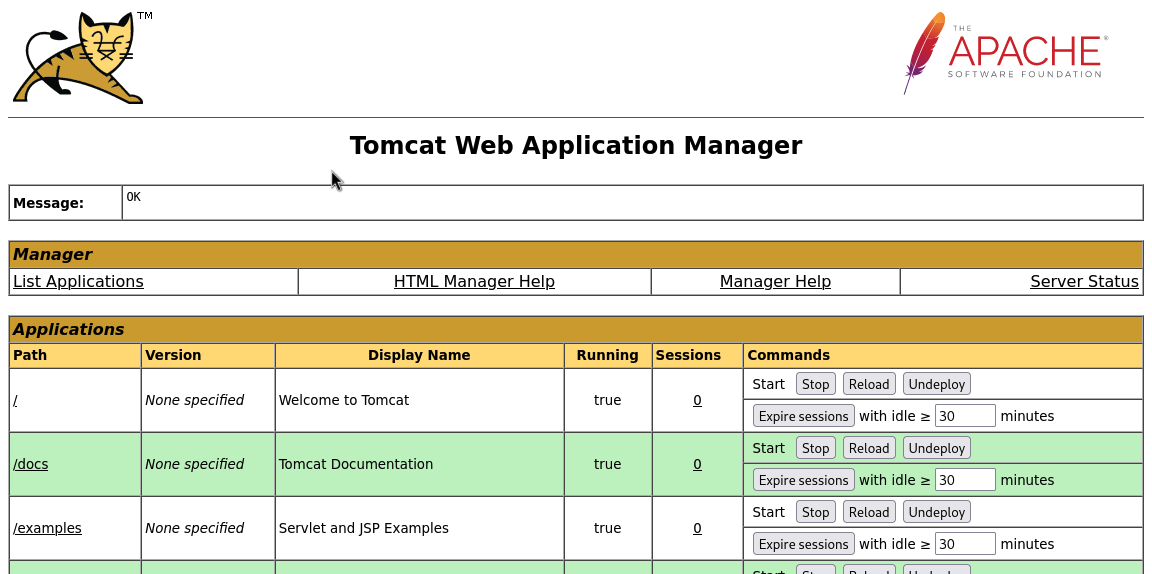 TM
THE
APACHE®
SOFTWARE FOUNDATION
Tomcat Web Application Manager
Message: OK
Manager
List Applications HTML Manager Help Manager Help Server Status
Applications
Path Version Display Name Running Sessions Commands
/ None specified Welcome to Tomcat true 0 Start Stop Reload Undeploy
Expire sessions with idle ≥ 30 minutes
/docs None specified Tomcat Documentation true 0 Start Stop Reload Undeploy
Expire sessions with idle ≥ 30 minutes
/examples None specified Servlet and JSP Examples true 0 Start Stop Reload Undeploy
Expire sessions with idle ≥ 30 minutes
Start Stop Reload Undeploy